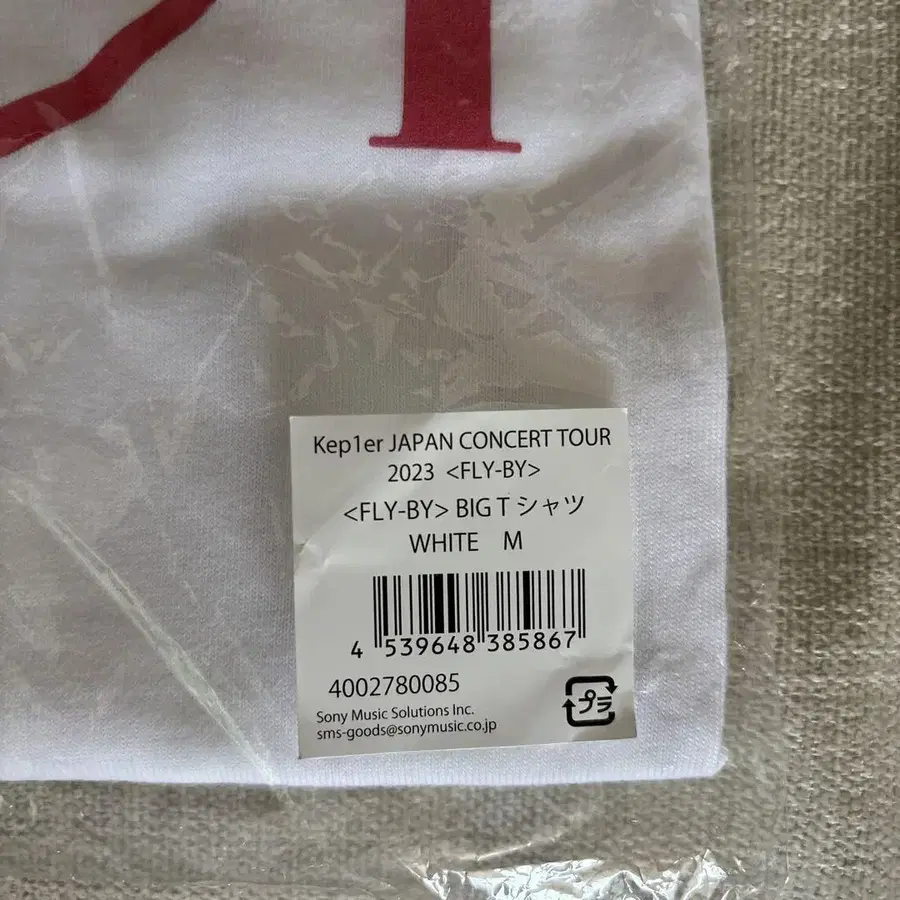 Kep1er JAPAN CONCERT TOUR
2023 <FLY-BY>
<FLY-BY> BIG T シャツ
WHITE M
4 539648 385867
4002780085
プラ
Sony Music Solutions Inc.
sms-goods@sonymusic.co.jp